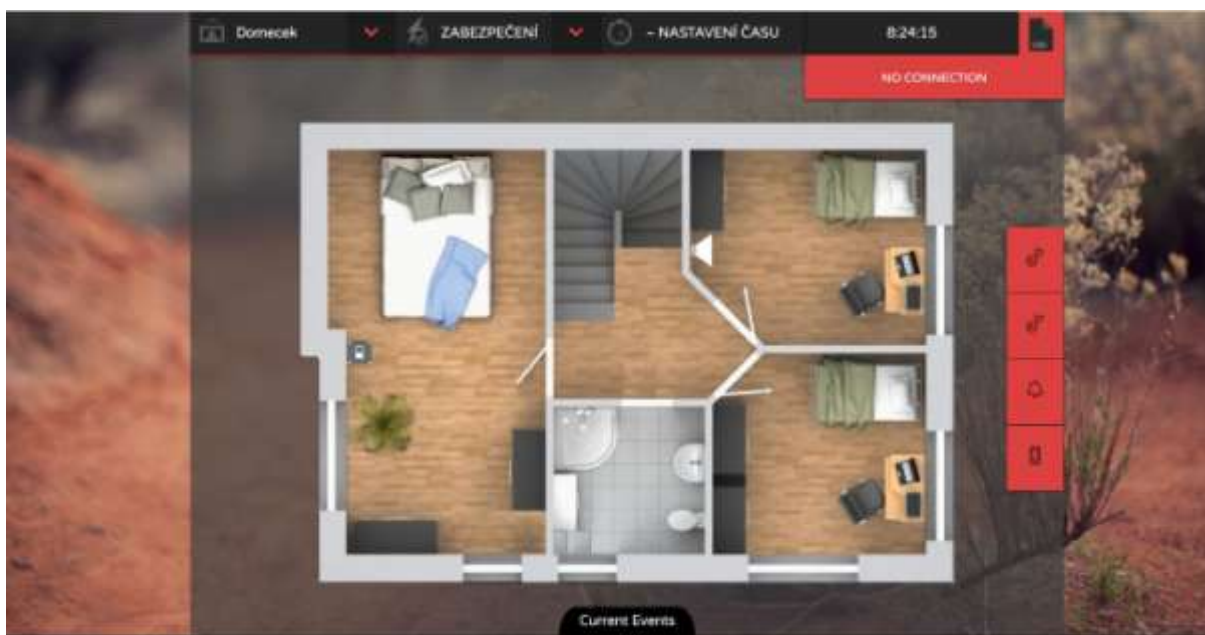 Domecek
ZABEZPEČENÍ
- NASTAVENÍ ČASU
8:24:15
NO CONNECTION
Current Events